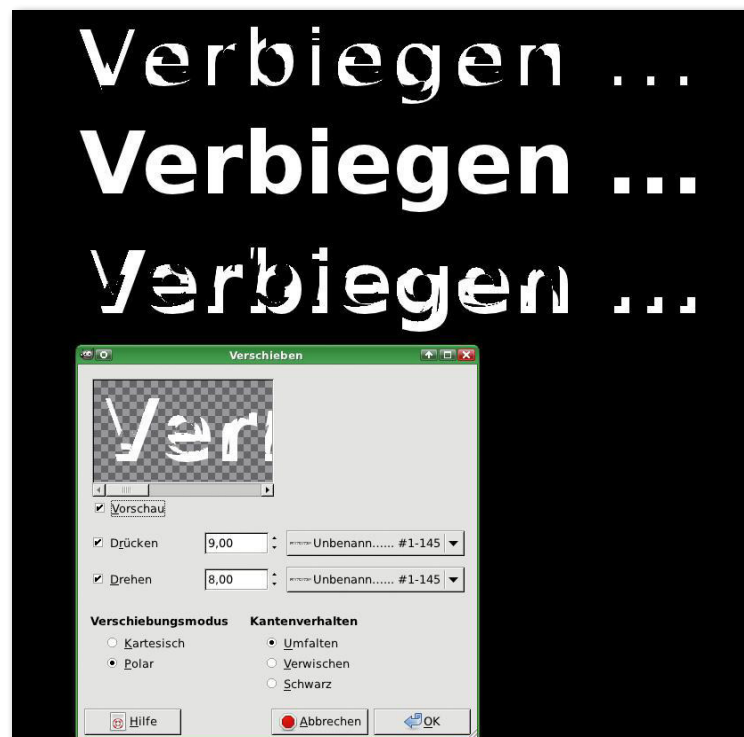 Verbiegen ...
Verbiegen ...
Verbiegen ...
Verschieben
Ver
Vorschau
Drücken 9,00 Unbenann...... #1-145
Drehen 8,00 Unbenann...... #1-145
Verschiebungsmodus Kantenverhalten
Kartesisch Umfalten
Polar Verwischen
Schwarz
Hilfe Abbrechen OK